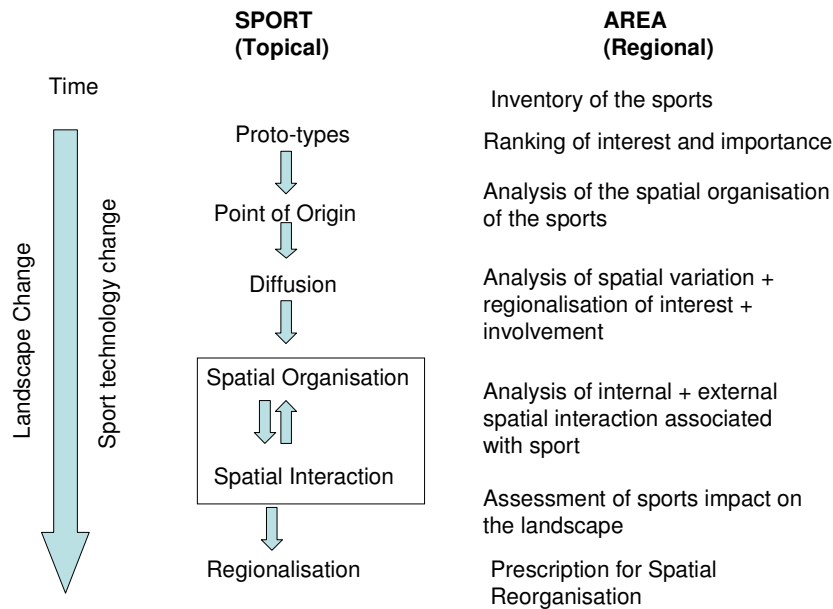 SPORT
(Topical)
AREA
(Regional)
Time
Landscape Change
Sport technology change
Proto-types
Point of Origin
Diffusion
Spatial Organisation
Spatial Interaction
Regionalisation
Inventory of the sports
Ranking of interest and importance
Analysis of the spatial organisation
of the sports
Analysis of spatial variation +
regionalisation of interest +
involvement
Analysis of internal + external
spatial interaction associated
with sport
Assessment of sports impact on
the landscape
Prescription for Spatial
Reorganisation